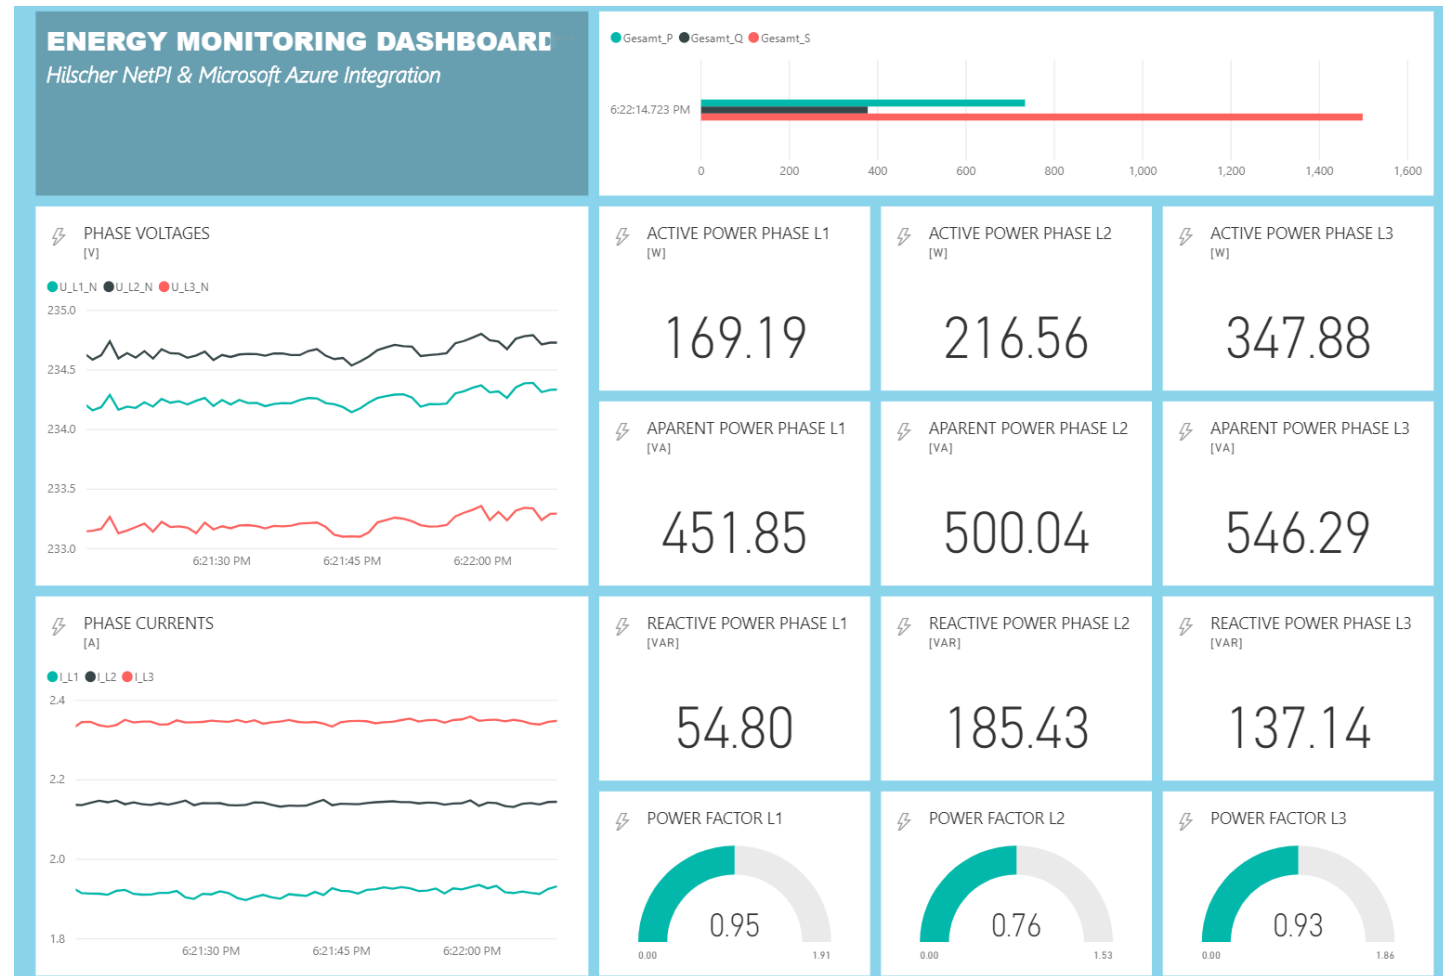 ENERGY MONITORING DASHBOARD
Hilscher NetPI & Microsoft Azure Integration
Gesamt_P Gesamt_Q Gesamt_S
6:22:14.723 PM
0 200 400 600 800 1,000 1,200 1,400 1,600
PHASE VOLTAGES
[V]
U_L1_N U_L2_N U_L3_N
235.0
234.5
234.0
233.5
233.0
6:21:30 PM 6:21:45 PM 6:22:00 PM
ACTIVE POWER PHASE L1
[W]
169.19
ACTIVE POWER PHASE L2
[W]
216.56
ACTIVE POWER PHASE L3
[W]
347.88
APARENT POWER PHASE L1
[VA]
451.85
APARENT POWER PHASE L2
[VA]
500.04
APARENT POWER PHASE L3
[VA]
546.29
PHASE CURRENTS
[A]
I_L1 I_L2 I_L3
2.4
2.2
2.0
1.8
6:21:30 PM 6:21:45 PM 6:22:00 PM
REACTIVE POWER PHASE L1
[VAR]
54.80
REACTIVE POWER PHASE L2
[VAR]
185.43
REACTIVE POWER PHASE L3
[VAR]
137.14
POWER FACTOR L1
0.95
0.00 1.91
POWER FACTOR L2
0.76
0.00 1.53
POWER FACTOR L3
0.93
0.00 1.86